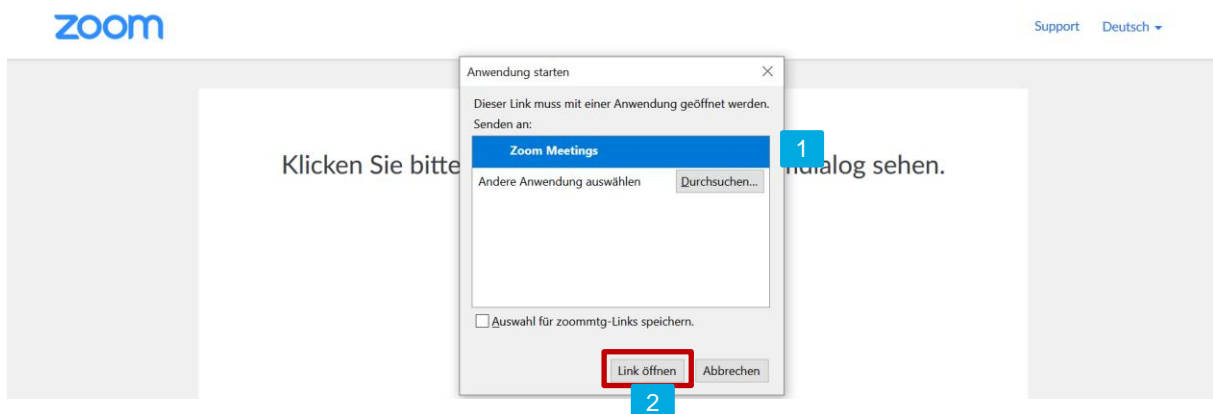 zoom
Support Deutsch
Anwendung starten
Dieser Link muss mit einer Anwendung geöffnet werden.
Senden an:
Zoom Meetings
1
Klicken Sie bitte
dialog sehen.
Andere Anwendung auswählen Durchsuchen...
Auswahl für zoommtg-Links speichern.
Link öffnen Abbrechen
2